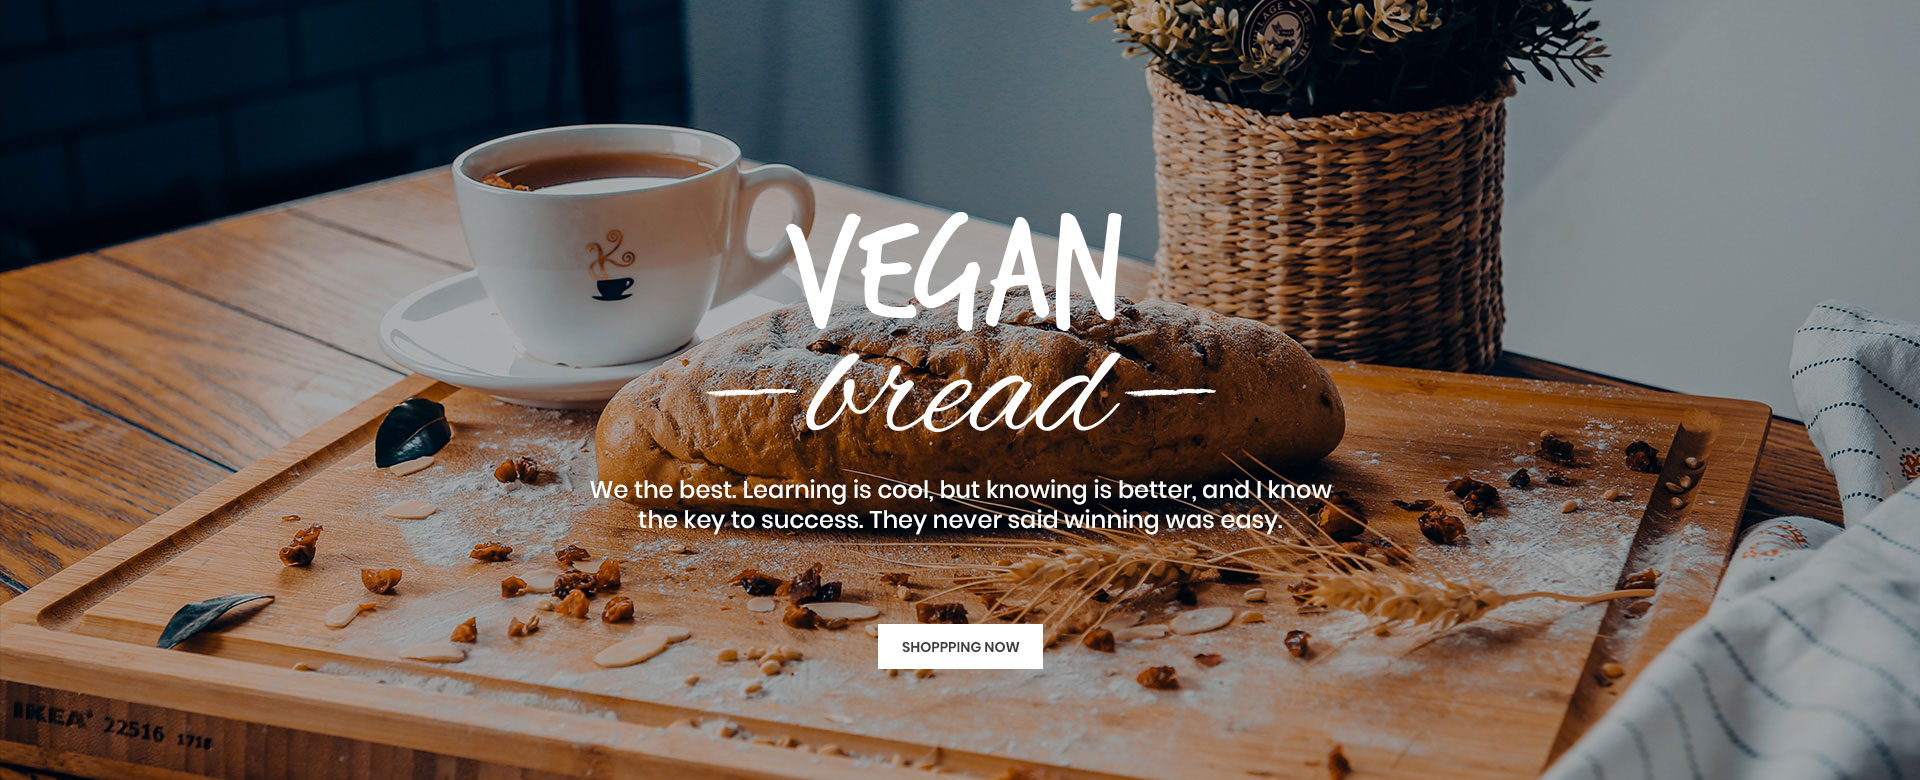 VEGAN
bread
We the best. Learning is cool, but knowing is better, and I know
the key to success. They never said winning was easy.
SHOPPPING NOW
IKEA® 22516 1718
K